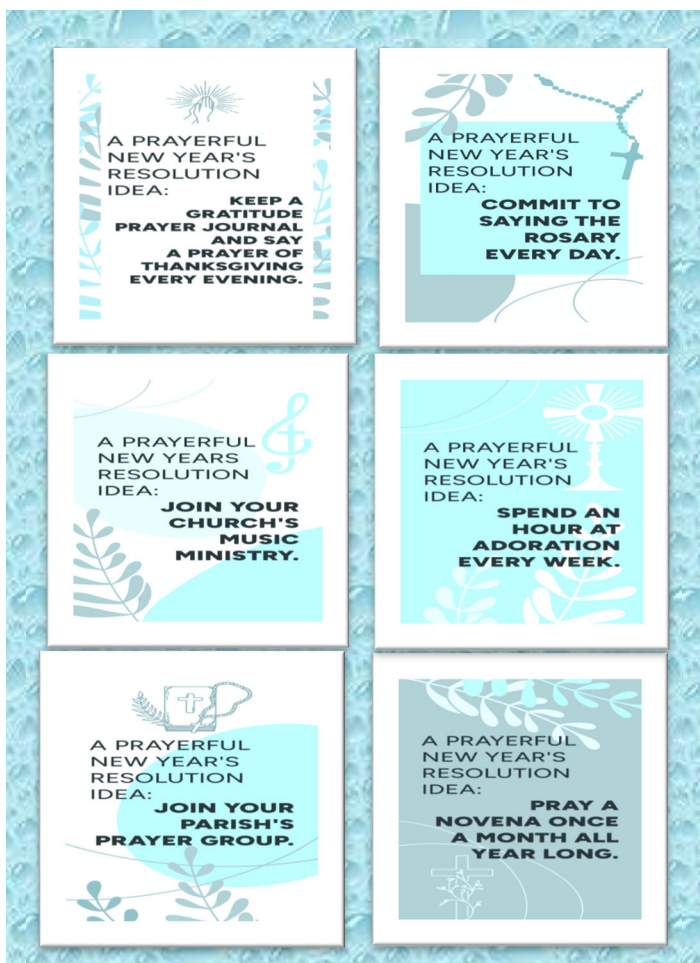 A PRAYERFUL
NEW YEAR'S
RESOLUTION
IDEA:
KEEP A
GRATITUDE
PRAYER JOURNAL
AND SAY
A PRAYER OF
THANKSGIVING
EVERY EVENING.
A PRAYERFUL
NEW YEAR'S
RESOLUTION
IDEA:
COMMIT TO
SAYING THE
ROSARY
EVERY DAY.
A PRAYERFUL
NEW YEARS
RESOLUTION
IDEA:
JOIN YOUR
CHURCH'S
MUSIC
MINISTRY.
A PRAYERFUL
NEW YEAR'S
RESOLUTION
IDEA:
SPEND AN
HOUR AT
ADORATION
EVERY WEEK.
A PRAYERFUL
NEW YEAR'S
RESOLUTION
IDEA:
JOIN YOUR
PARISH'S
PRAYER GROUP.
A PRAYERFUL
NEW YEAR'S
RESOLUTION
IDEA:
PRAY A
NOVENA ONCE
A MONTH ALL
YEAR LONG.